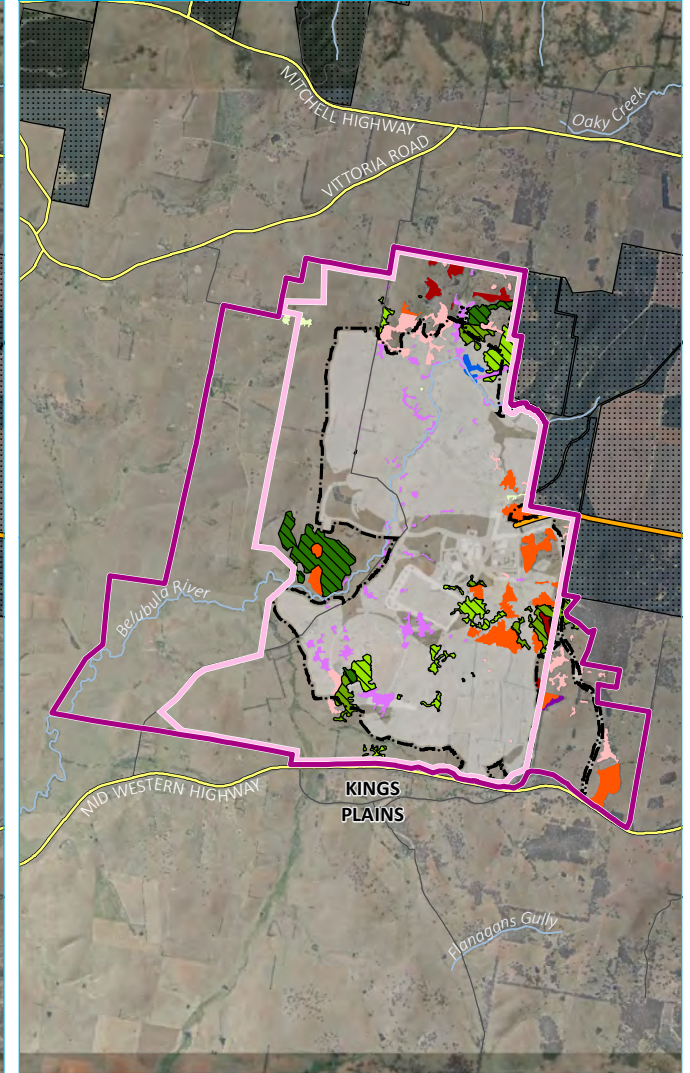 MITCHELL HIGHWAY
Oaky Creek
VITTORIA ROAD
Belubula River
MID WESTERN HIGHWAY
KINGS
PLAINS
Flanagans Gully